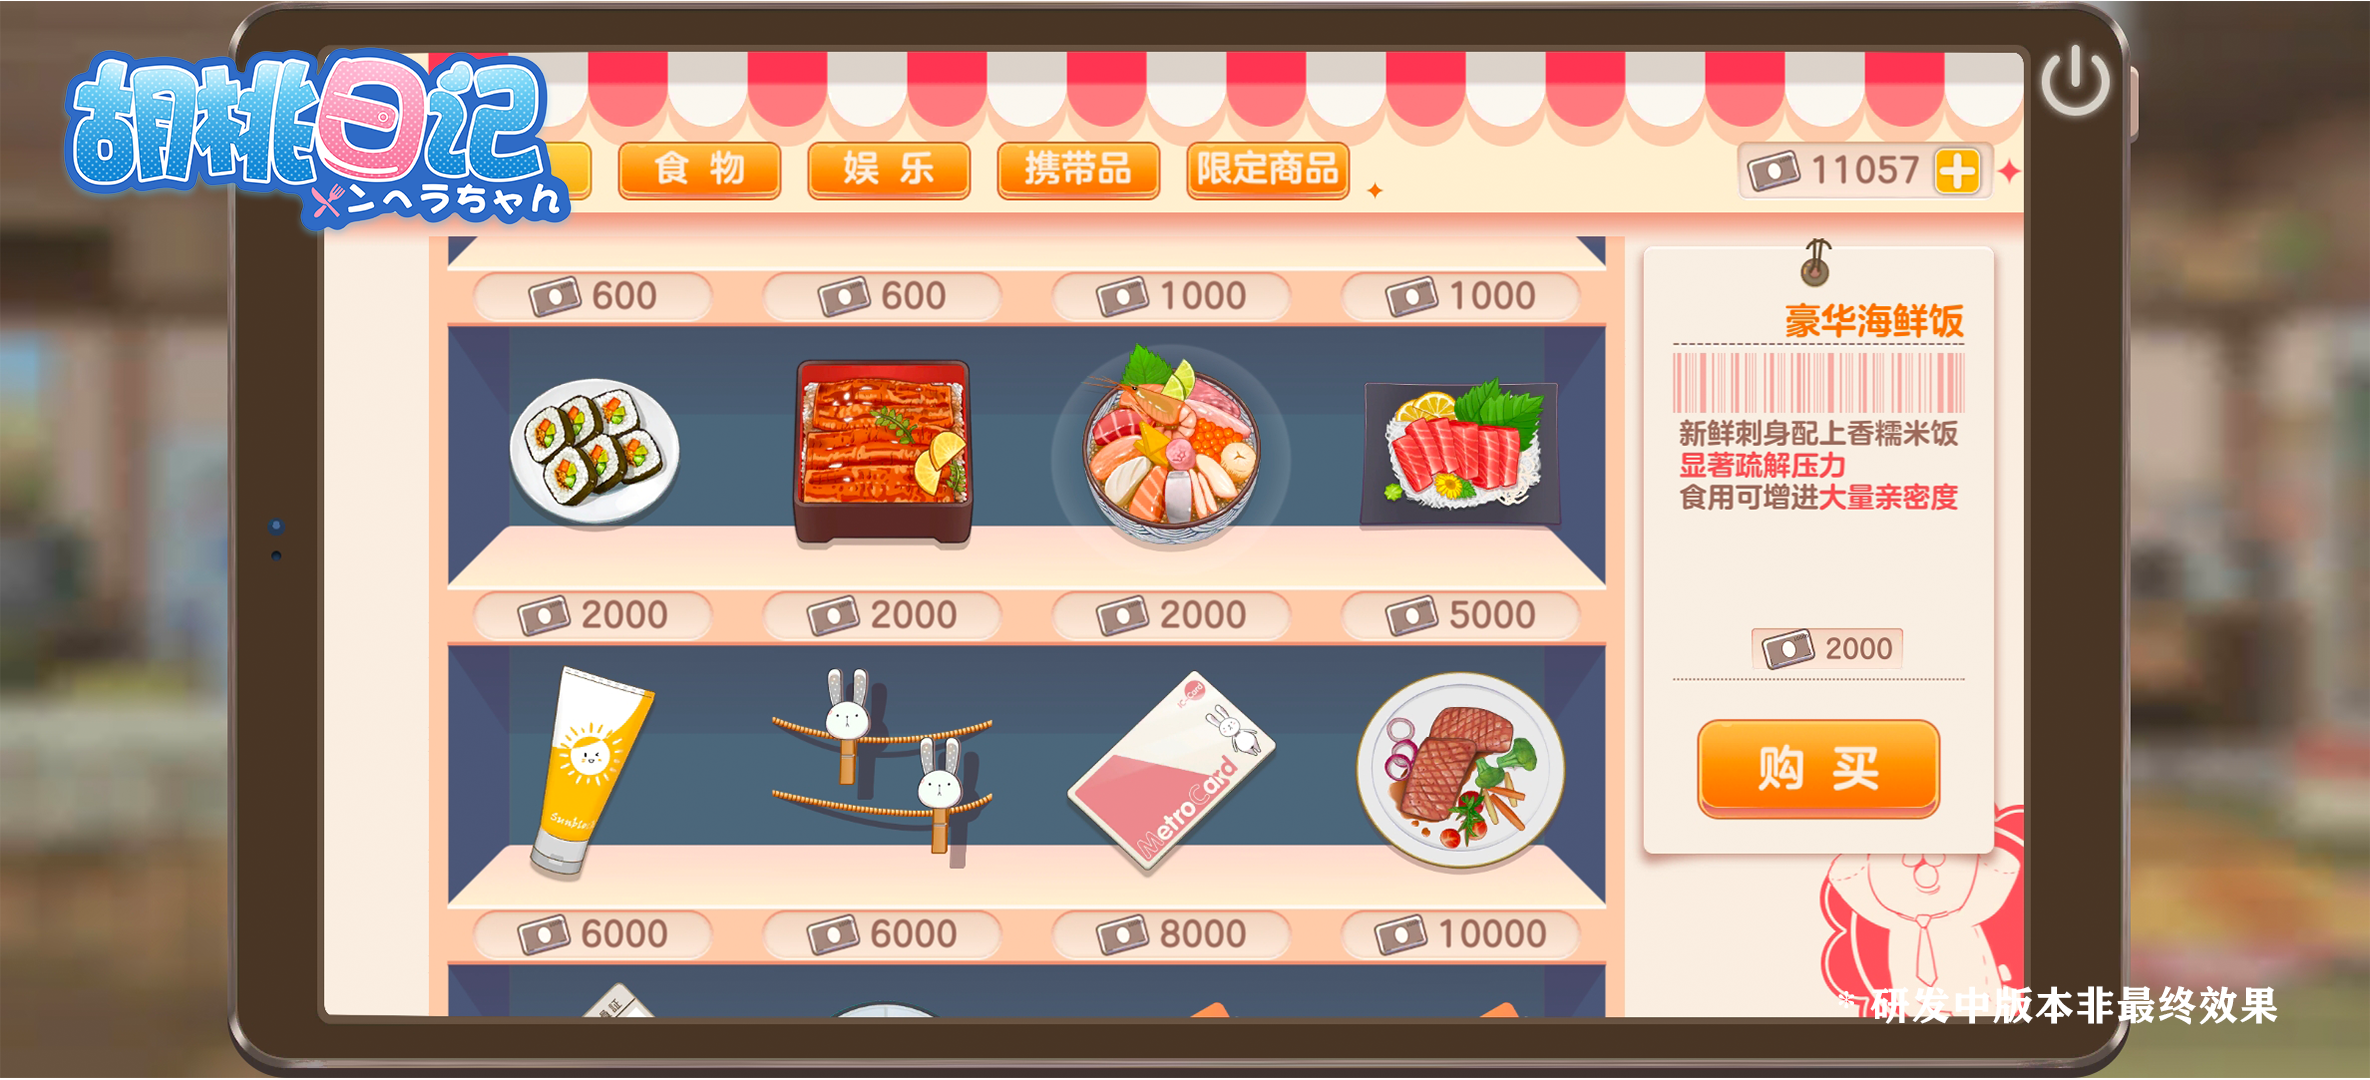 胡桃日记
メンヘラちゃん
食物
娱乐
携带品
限定商品
11057
600
600
1000
1000
豪华海鲜饭
新鲜刺身配上香糯米饭
显著疏解压力
食用可增进大量亲密度
2000
2000
2000
5000
2000
购买
IC-Card
MetroCard
6000
6000
8000
10000
* 研发中版本非最终效果